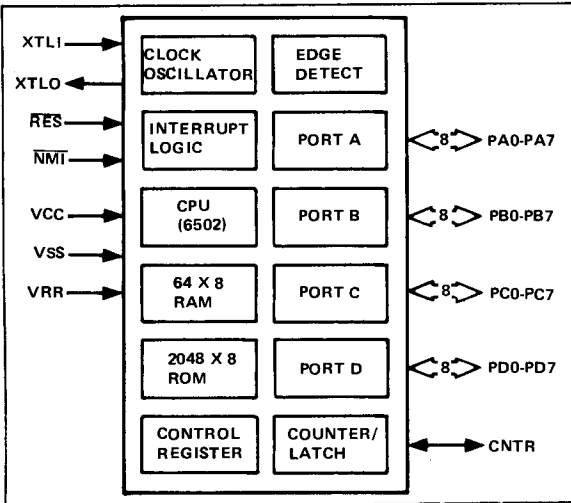 XTLI
XTLO
RES
NMI
VCC
VSS
VRR
CLOCK
OSCILLATOR
EDGE
DETECT
INTERRUPT
LOGIC
PORT A
CPU
(6502)
PORT B
64 X 8
RAM
PORT C
2048 X 8
ROM
PORT D
CONTROL
REGISTER
COUNTER/
LATCH
8 PA0-PA7
8 PB0-PB7
8 PC0-PC7
8 PD0-PD7
CNTR